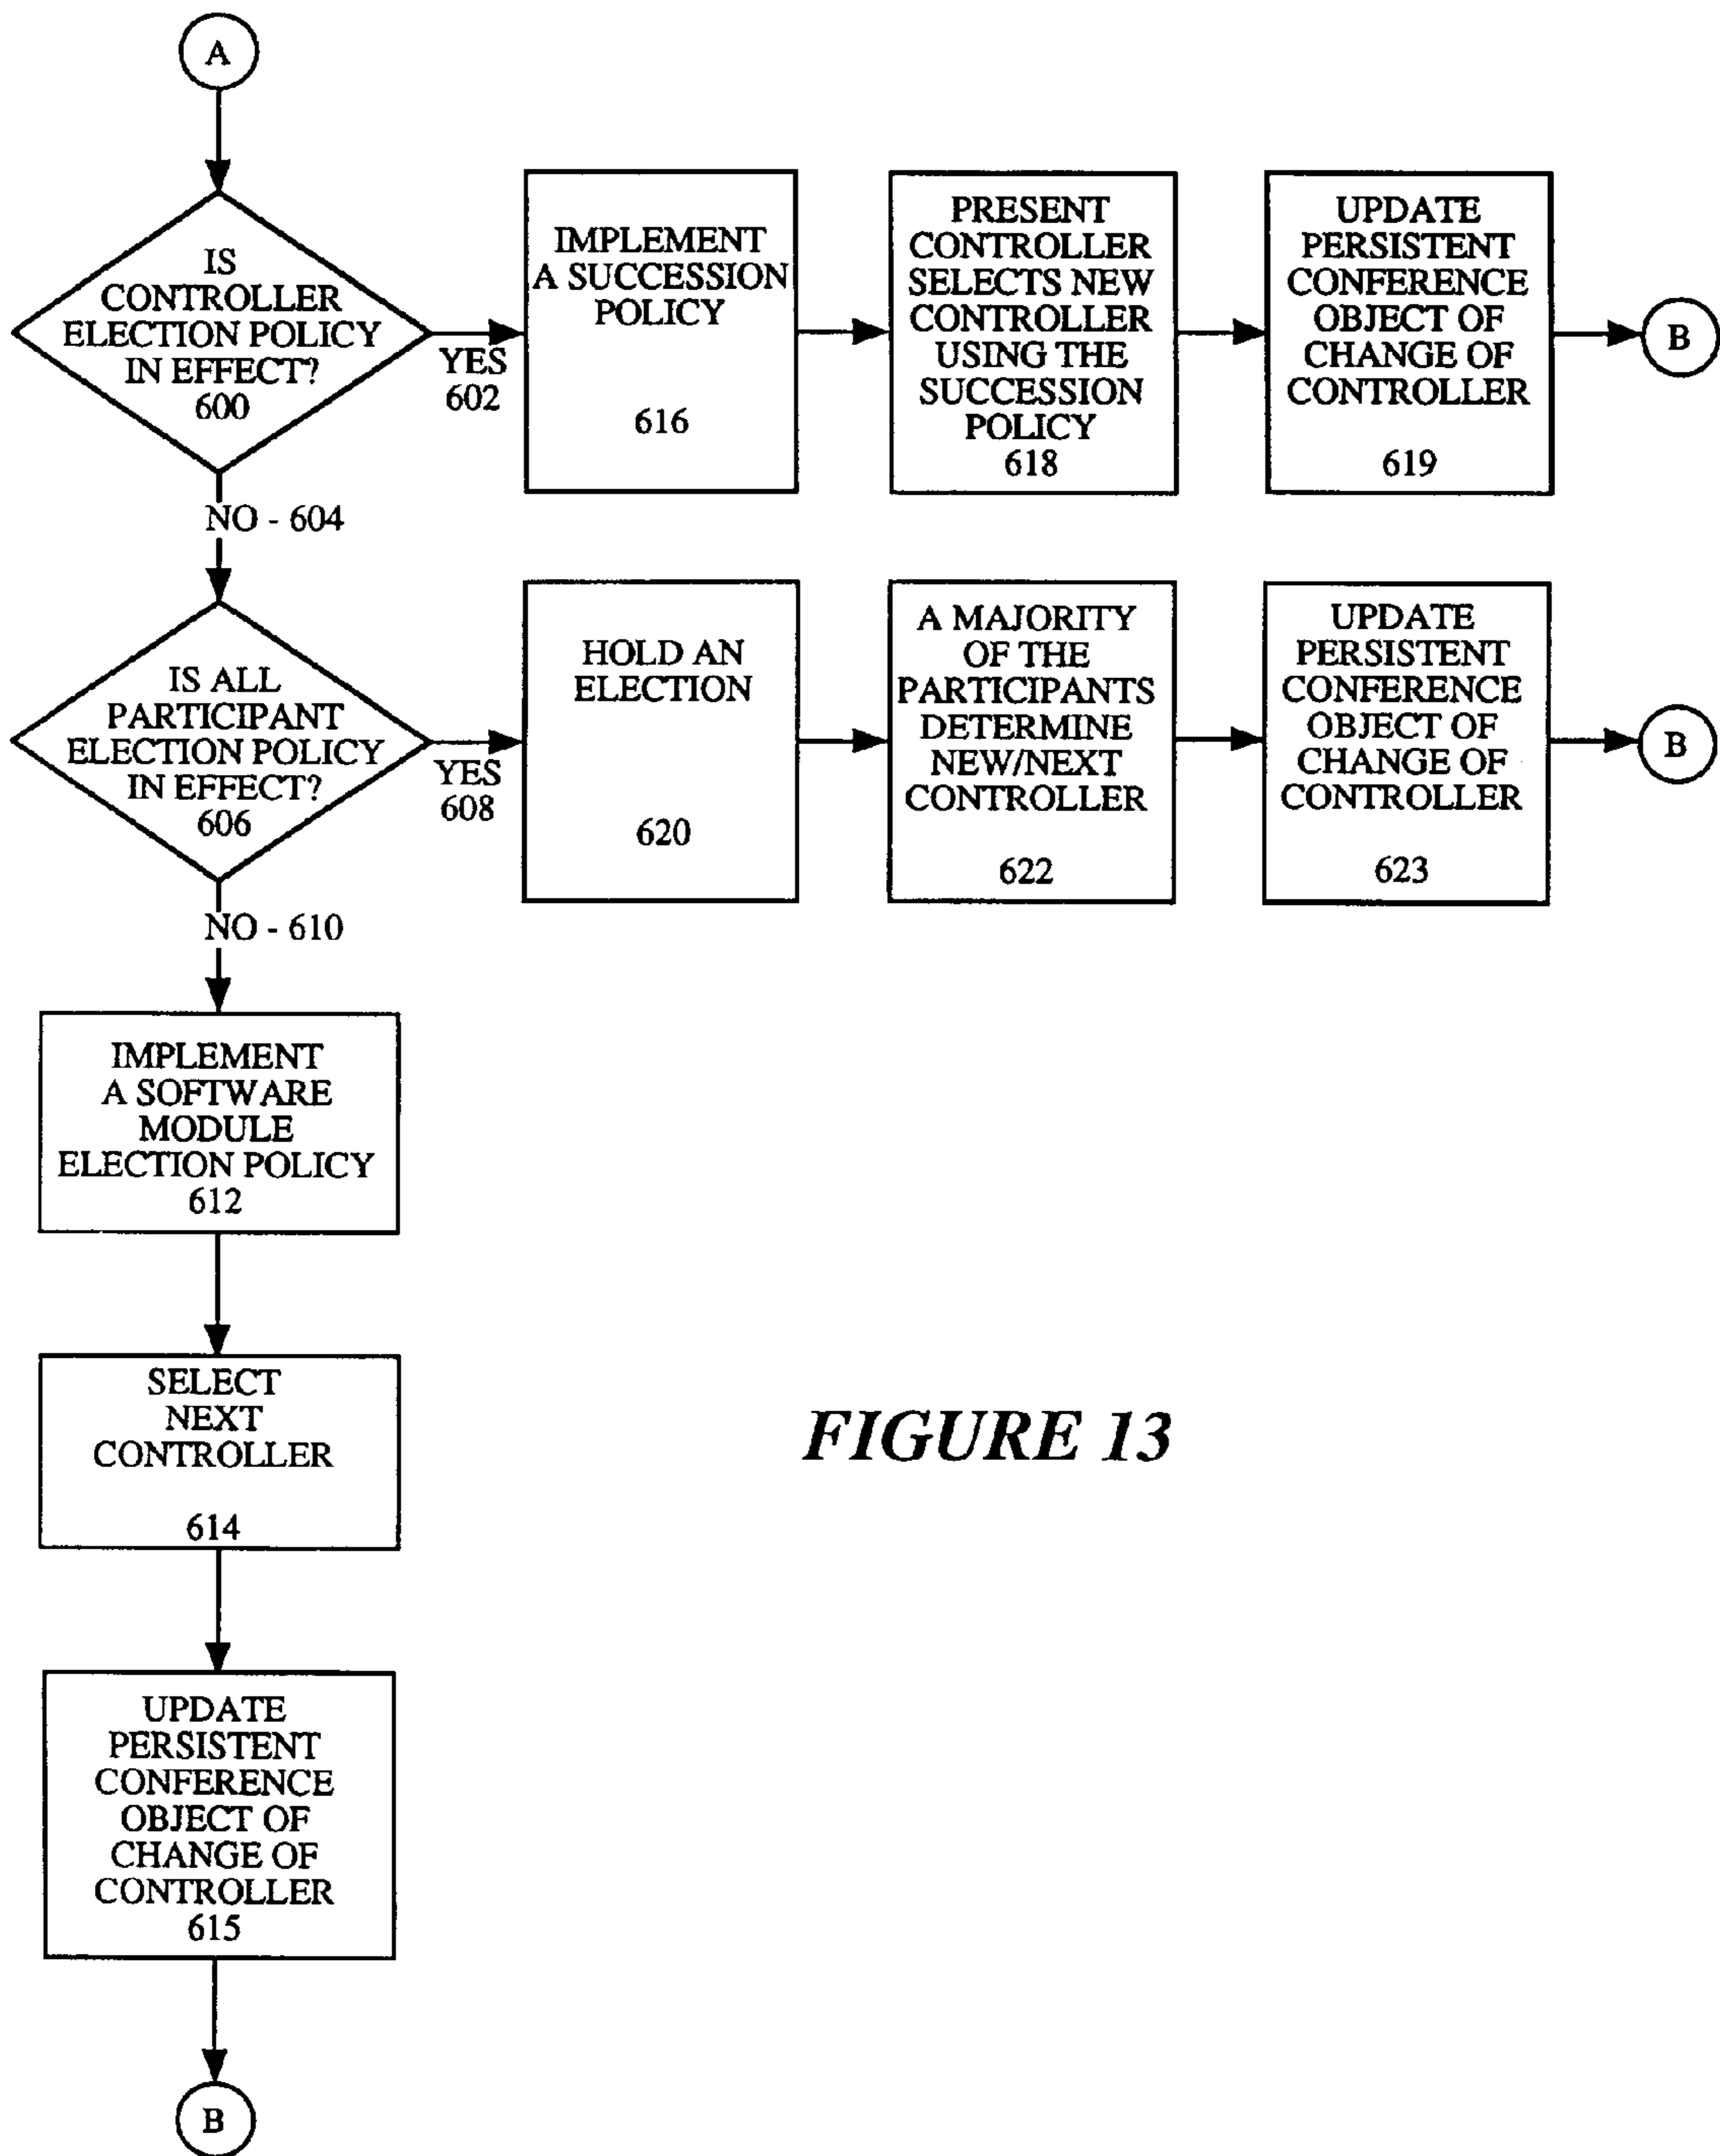 A
IS
CONTROLLER
ELECTION POLICY
IN EFFECT?
600
YES
602
IMPLEMENT
A SUCCESSION
POLICY
616
PRESENT
CONTROLLER
SELECTS NEW
CONTROLLER
USING THE
SUCCESSION
POLICY
618
UPDATE
PERSISTENT
CONFERENCE
OBJECT OF
CHANGE OF
CONTROLLER
619
B
NO - 604
IS ALL
PARTICIPANT
ELECTION POLICY
IN EFFECT?
606
YES
608
HOLD AN
ELECTION
620
A MAJORITY
OF THE
PARTICIPANTS
DETERMINE
NEW/NEXT
CONTROLLER
622
UPDATE
PERSISTENT
CONFERENCE
OBJECT OF
CHANGE OF
CONTROLLER
623
B
NO - 610
IMPLEMENT
A SOFTWARE
MODULE
ELECTION POLICY
612
SELECT
NEXT
CONTROLLER
614
FIGURE 13
UPDATE
PERSISTENT
CONFERENCE
OBJECT OF
CHANGE OF
CONTROLLER
615
B